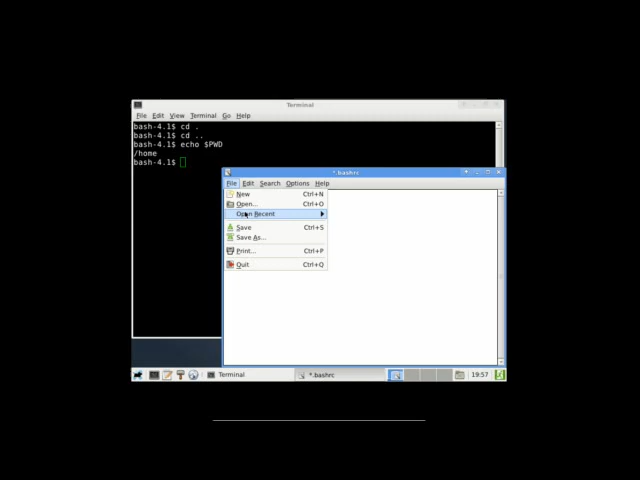 Terminal
File Edit View Terminal Go Help
bash-4.1$ cd .
bash-4.1$ cd ..
bash-4.1$ echo $PWD
/home
bash-4.1$
*.bashrc
File Edit Search Options Help
New Ctrl+N
Open... Ctrl+O
Open Recent
Save Ctrl+S
Save As...
Print... Ctrl+P
Quit Ctrl+Q
Terminal *.bashrc 19:57